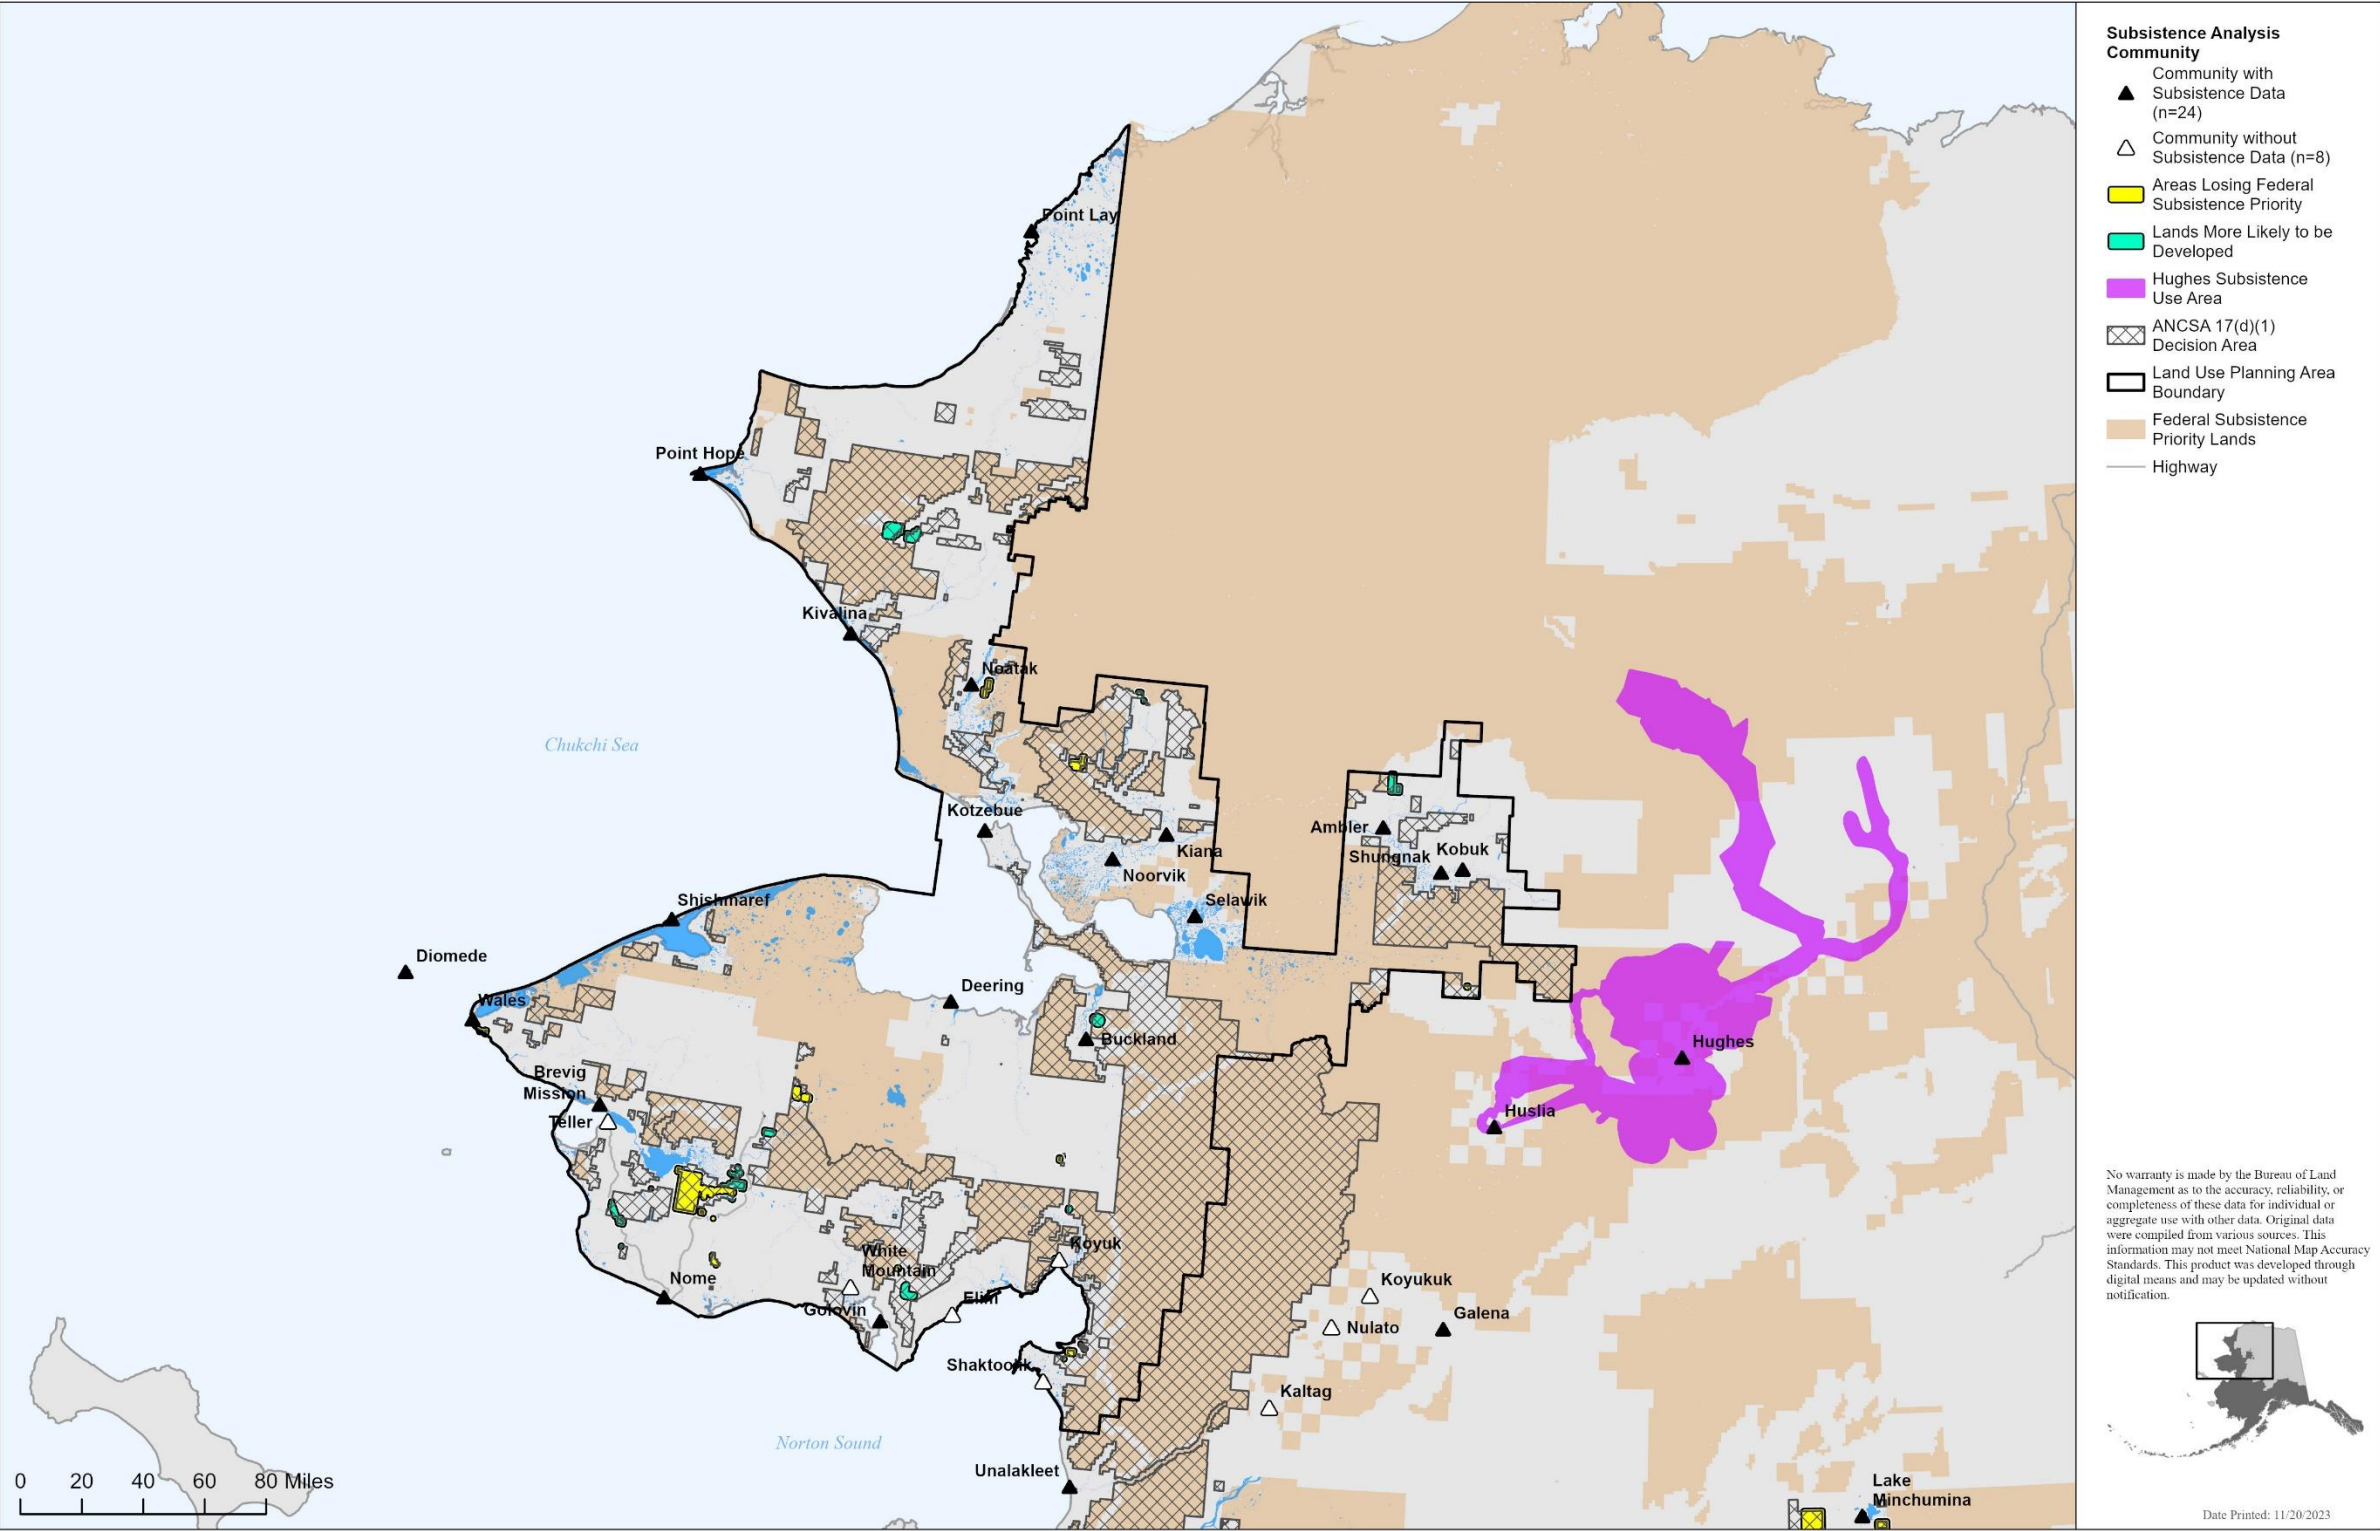 Point Lay
Point Hope
Kivalina
Noatak
Chukchi Sea
Kotzebue
Kiana
Noorvik
Ambler
Shungnak
Kobuk
Selawik
Shishmaref
Diomede
Wales
Deering
Buckland
Brevig
Mission
Teller
Hughes
Huslia
White
Mountain
Koyuk
Nome
Golovin
Elim
Koyukuk
Galena
Nulato
Shaktoolik
Kaltag
Norton Sound
Unalakleet
Lake
Minchumina
0 20 40 60 80 Miles
Subsistence Analysis
Community
Community with
Subsistence Data
(n=24)
Community without
Subsistence Data (n=8)
Areas Losing Federal
Subsistence Priority
Lands More Likely to be
Developed
Hughes Subsistence
Use Area
ANCSA 17(d)(1)
Decision Area
Land Use Planning Area
Boundary
Federal Subsistence
Priority Lands
Highway
No warranty is made by the Bureau of Land
Management as to the accuracy, reliability, or
completeness of these data for individual or
aggregate use with other data. Original data
were compiled from various sources. This
information may not meet National Map Accuracy
Standards. This product was developed through
digital means and may be updated without
notification.
Date Printed: 11/20/2023